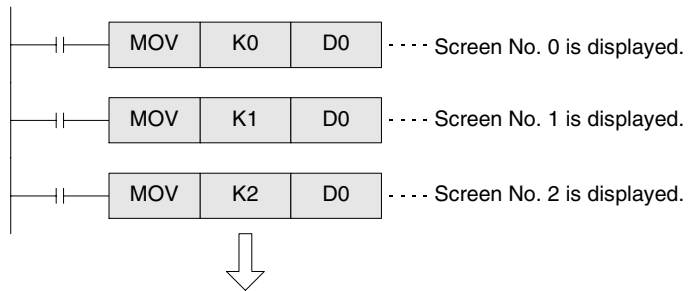 MOV K0 D0 ---- Screen No. 0 is displayed.
MOV K1 D0 ---- Screen No. 1 is displayed.
MOV K2 D0 ---- Screen No. 2 is displayed.